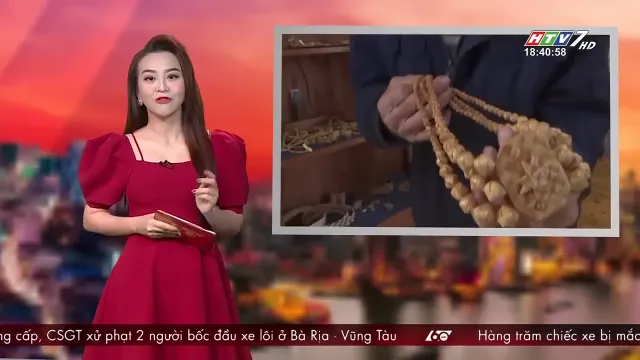 HTV7 HD
18:40:58
ng cấp, CSGT xử phạt 2 người bốc đầu xe lôi ở Bà Rịa - Vũng Tàu 60 Hàng trăm chiếc xe bị mắc